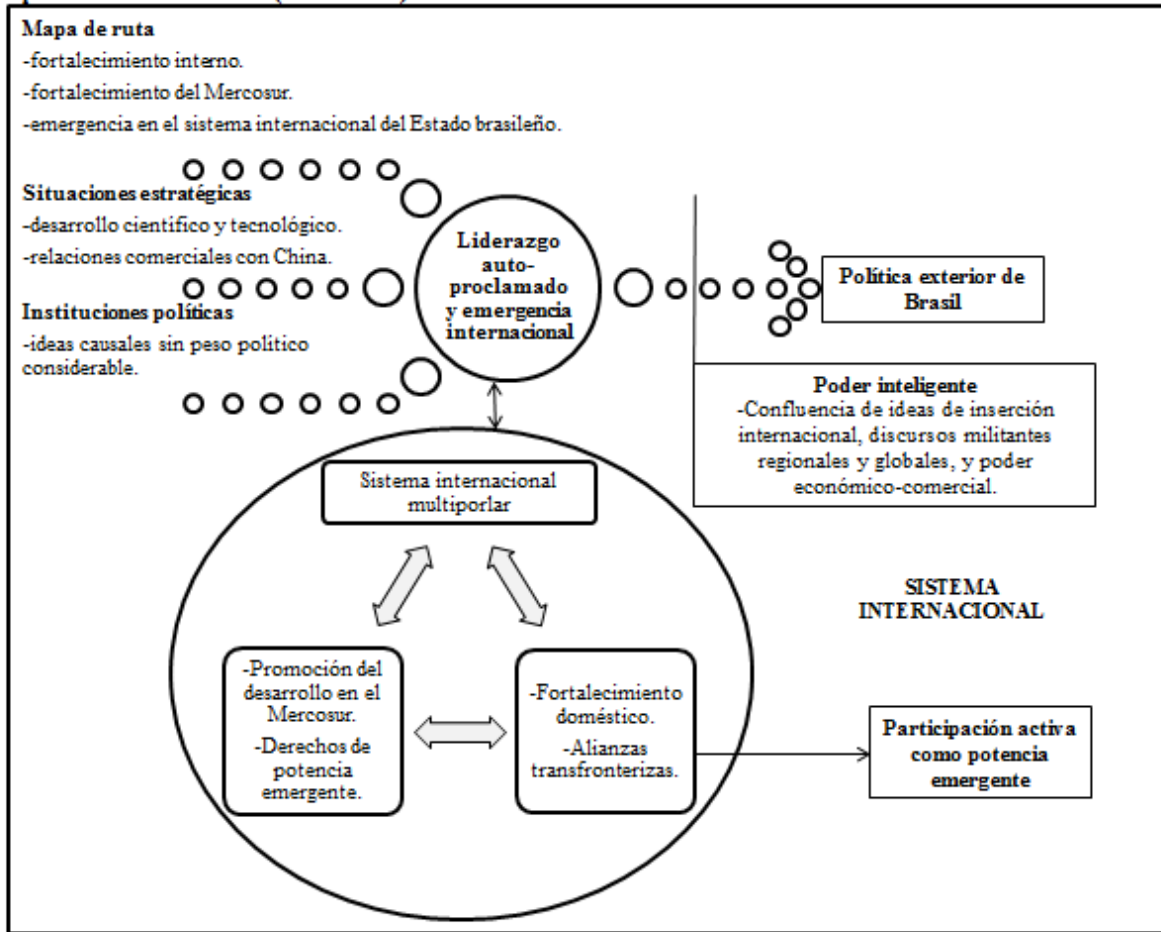 Mapa de ruta
-fortalecimiento interno.
-fortalecimiento del Mercosur.
-emergencia en el sistema internacional del Estado brasileño.
Situaciones estratégicas
-desarrollo científico y tecnológico.
-relaciones comerciales con China.
Instituciones políticas
-ideas causales sin peso político
considerable.
Liderazgo
auto-
proclamado
y emergencia
internacional
Política exterior de
Brasil
Poder inteligente
-Confluencia de ideas de inserción
internacional, discursos militantes
regionales y globales, y poder
económico-comercial.
Sistema internacional
multiporlar
-Promoción del
desarrollo en el
Mercosur.
-Derechos de
potencia
emergente.
-Fortalecimiento
doméstico.
-Alianzas
transfronterizas.
SISTEMA
INTERNACIONAL
Participación activa
como potencia
emergente